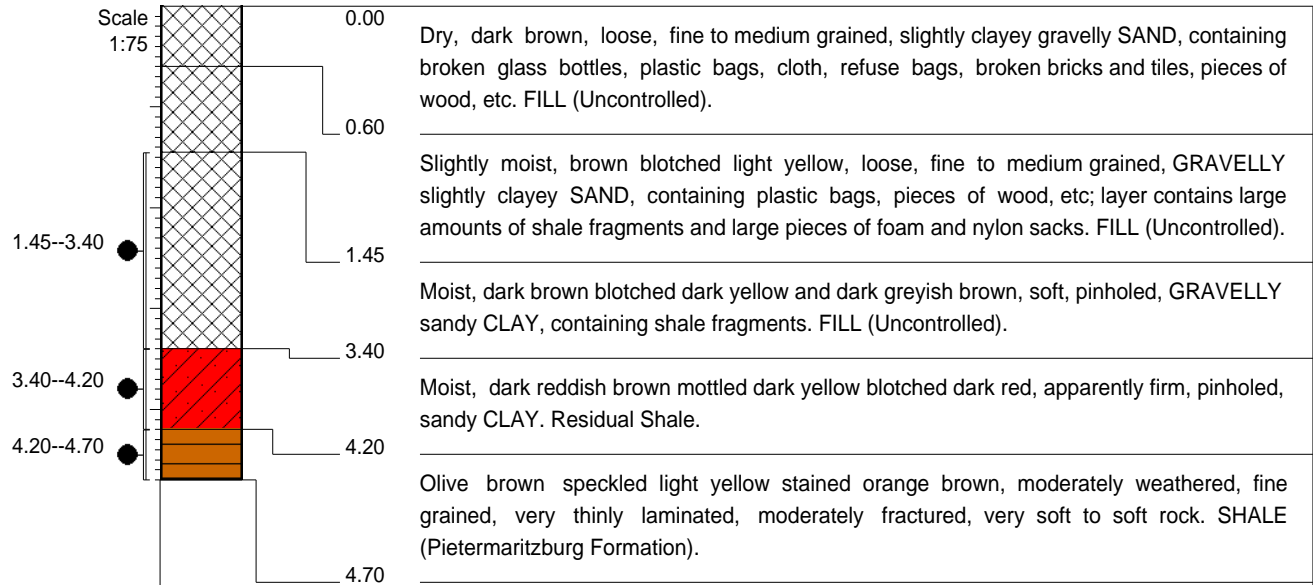 Scale
1:75
0.00
Dry, dark brown, loose, fine to medium grained, slightly clayey gravelly SAND, containing
broken glass bottles, plastic bags, cloth, refuse bags, broken bricks and tiles, pieces of
wood, etc. FILL (Uncontrolled).
0.60
Slightly moist, brown blotched light yellow, loose, fine to medium grained, GRAVELLY
slightly clayey SAND, containing plastic bags, pieces of wood, etc; layer contains large
amounts of shale fragments and large pieces of foam and nylon sacks. FILL (Uncontrolled).
1.45--3.40
1.45
Moist, dark brown blotched dark yellow and dark greyish brown, soft, pinholed, GRAVELLY
sandy CLAY, containing shale fragments. FILL (Uncontrolled).
3.40
3.40--4.20
Moist, dark reddish brown mottled dark yellow blotched dark red, apparently firm, pinholed,
sandy CLAY. Residual Shale.
4.20--4.70
4.20
Olive brown speckled light yellow stained orange brown, moderately weathered, fine
grained, very thinly laminated, moderately fractured, very soft to soft rock. SHALE
(Pietermaritzburg Formation).
4.70